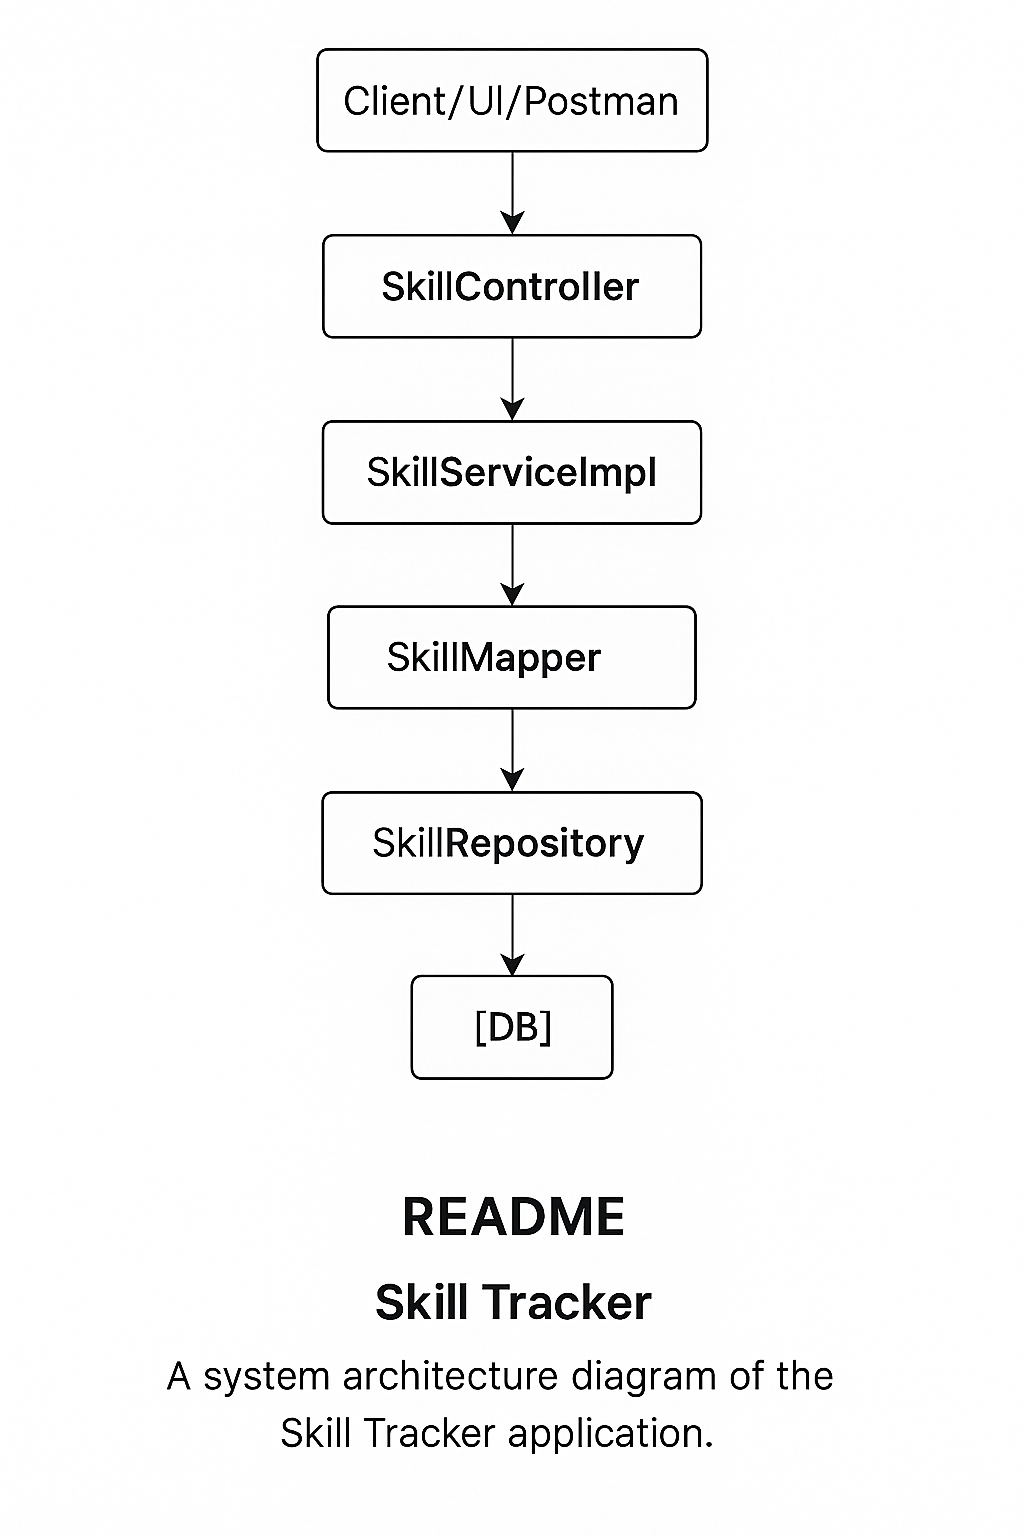 Client/UI/Postman
SkillController
SkillServiceImpl
SkillMapper
SkillRepository
[DB]
README
Skill Tracker
A system architecture diagram of the
Skill Tracker application.